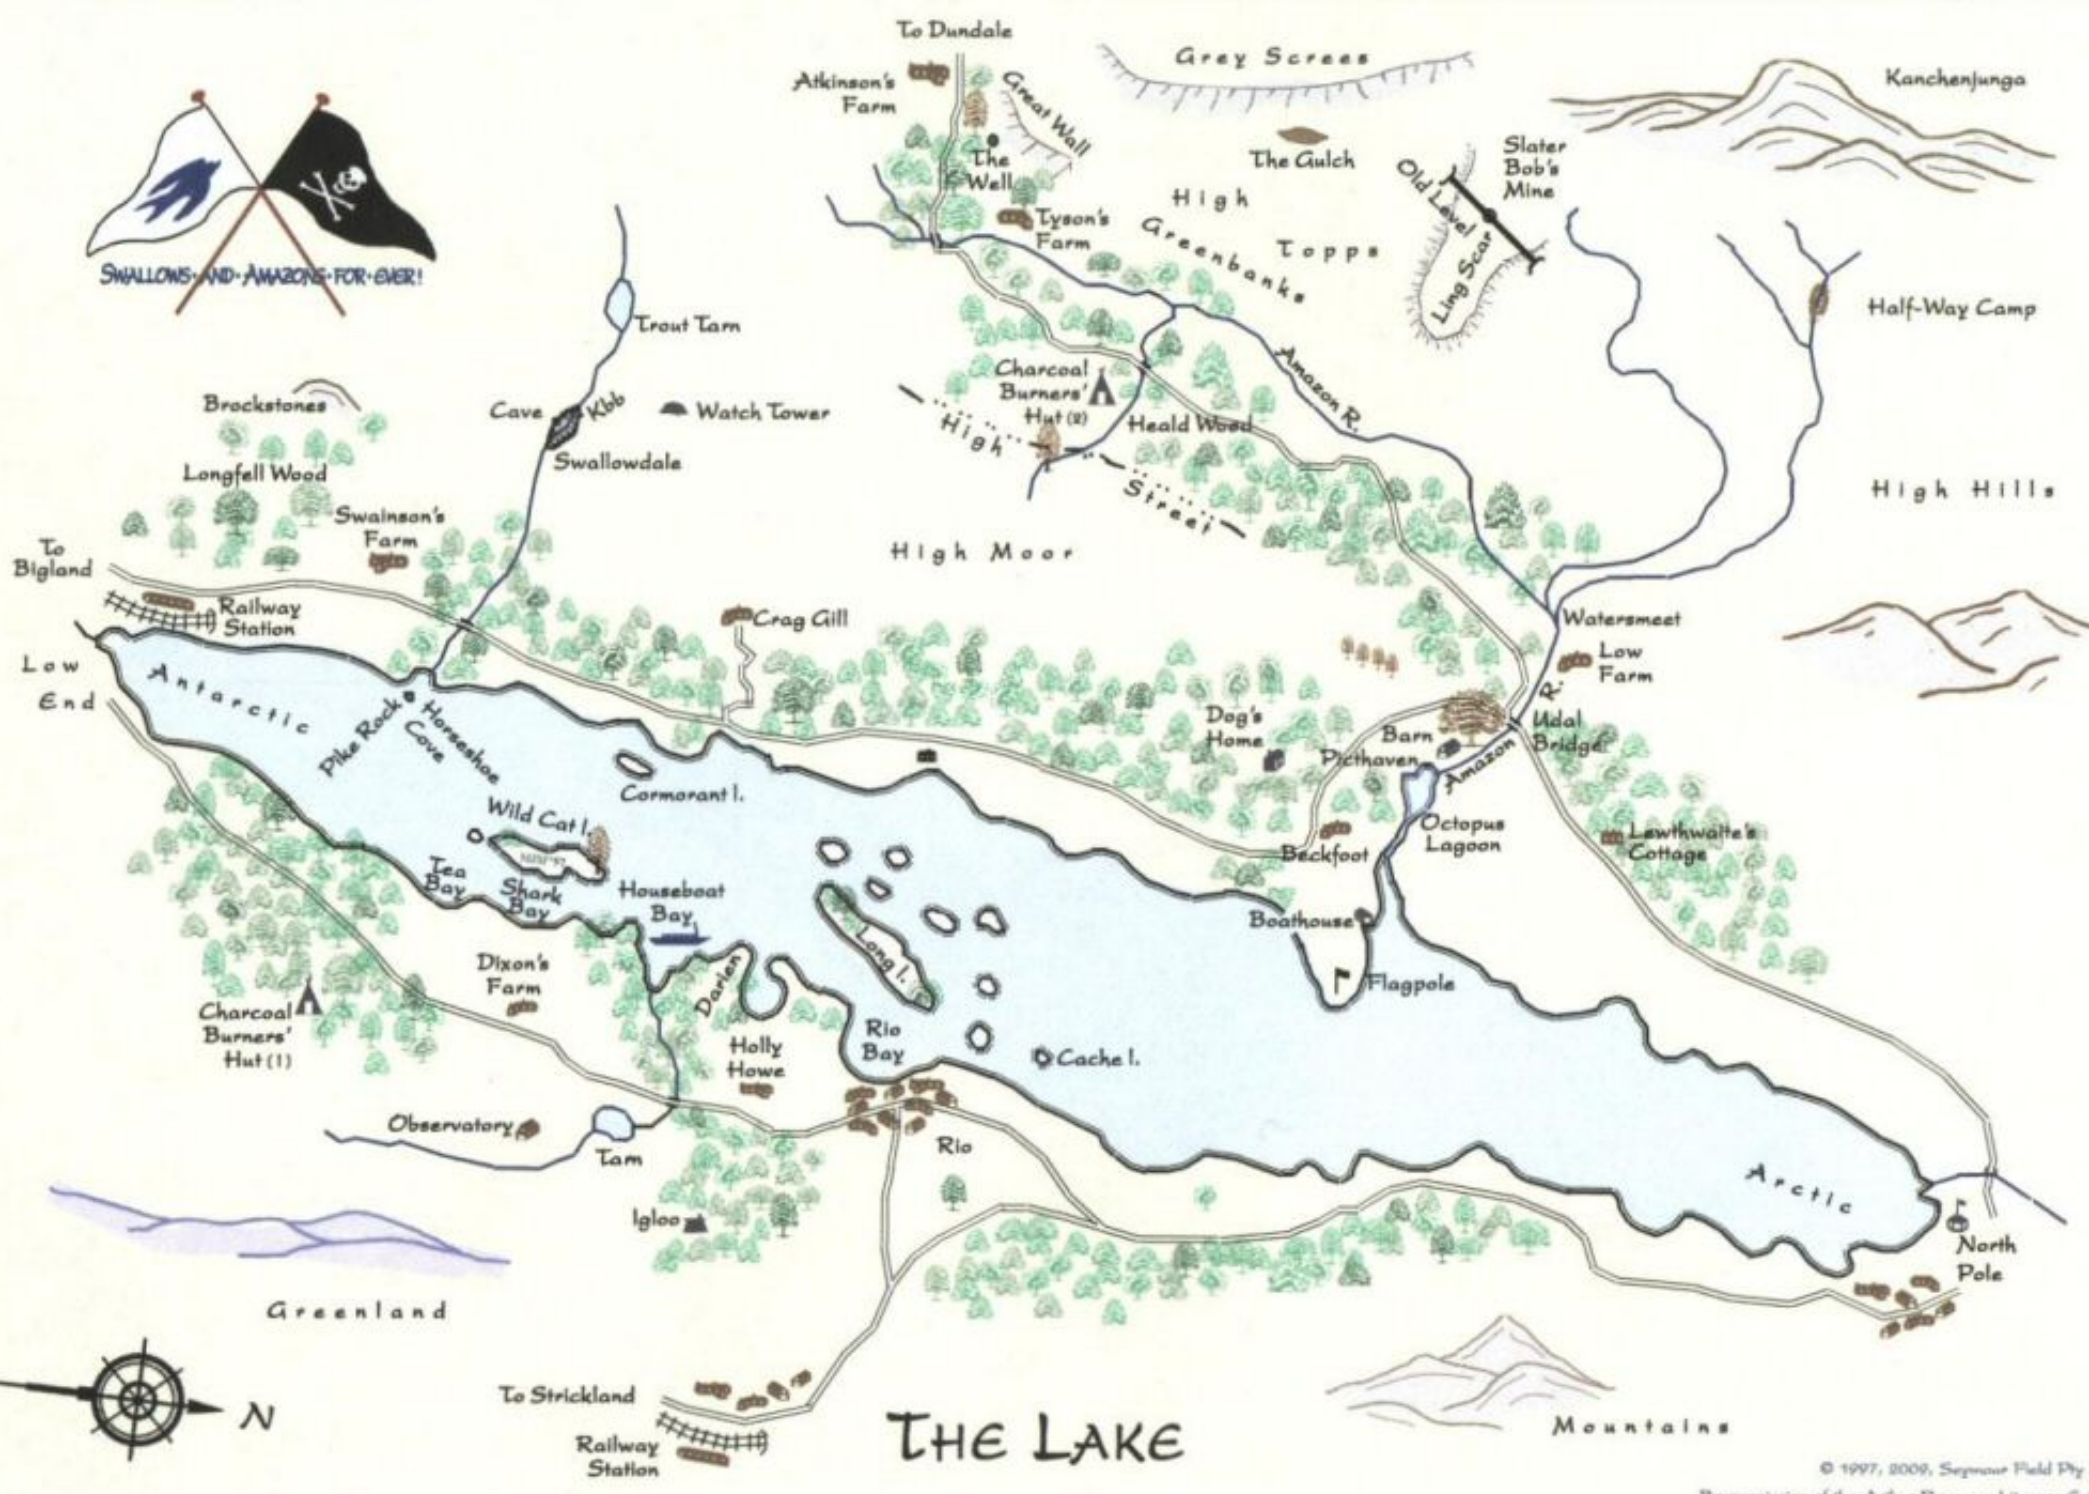 To Dundale
Atkinson's
Farm
Great Wall
The
Well
Grey Screes
The Gulch
Slater
Bob's
Mine
Old Level
Ling Scar
Kanchenjunga
High
Topps
Greenbanks
Tyson's
Farm
Half-Way Camp
SWALLOWS·AND·AMAZONS·FOR·EVER!
Trout Tarn
Brockstones
Cave
Kbb
Watch Tower
Swallowdale
Longfell Wood
Swainson's
Farm
Charcoal
Burners'
Hut (2)
Heald Wood
Amazon R.
High
Street
High Moor
High Hills
To
Bigland
Railway
Station
Crag Gill
Watersmeet
Low
Farm
Low
End
Antarctic
Pike Rock
Horseshoe
Cove
Cormorant I.
Dog's
Home
Barn
Picthaven
Udal
Bridge
Amazon R.
Wild Cat I.
Octopus
Lagoon
Lewthwaite's
Cottage
Beckfoot
Tea
Bay
Shark
Bay
Houseboat
Bay
Long I.
Boathouse
Flagpole
Dixon's
Farm
Darien
Charcoal
Burners'
Hut (1)
Holly
Howe
Rio
Bay
Cache I.
Observatory
Tarn
Rio
Arctic
Igloo
North
Pole
Greenland
N
To Strickland
Railway
Station
THE LAKE
Mountains
© 1997, 2009, Seymour Field Pty